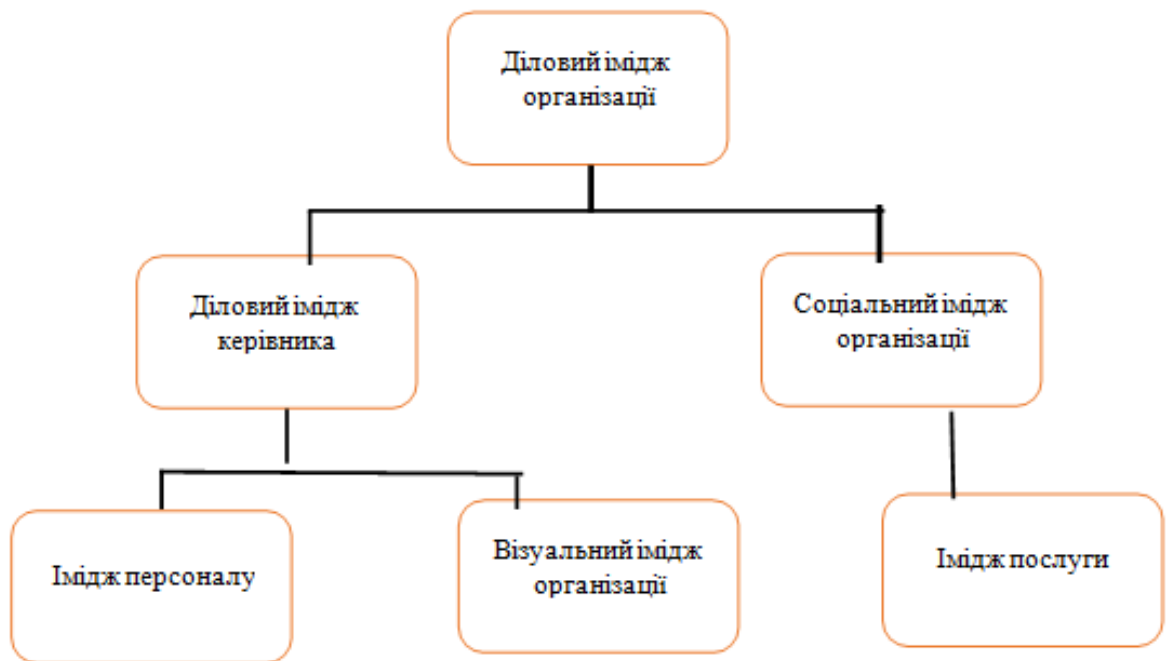 Діловий імідж
організації
Діловий імідж
керівника
Соціальний імідж
організації
Імідж персоналу
Візуальний імідж
організації
Імідж послуги